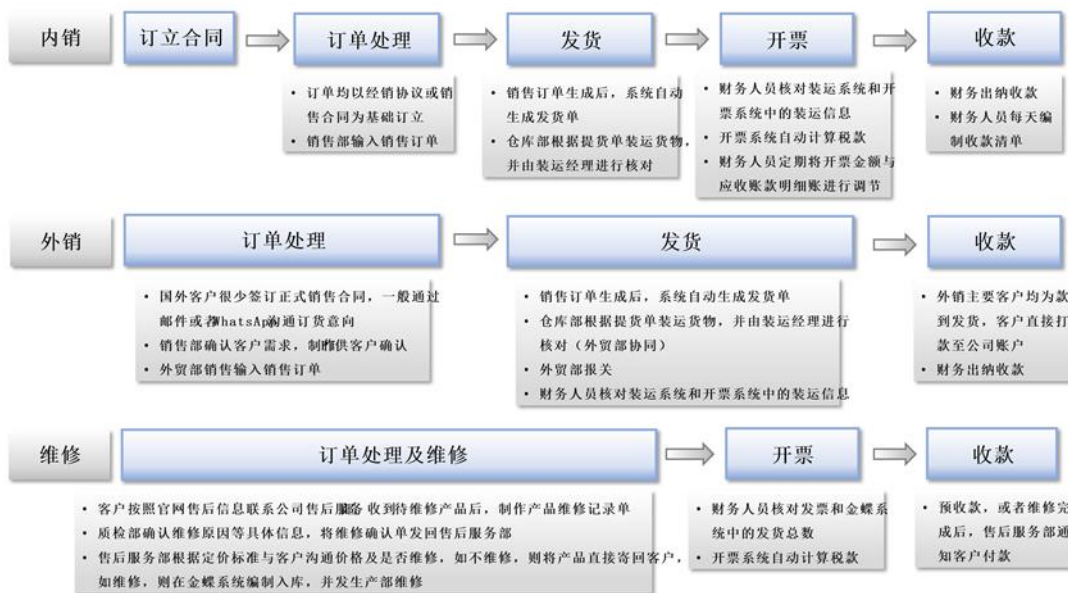 内销
订立合同
订单处理
发货
开票
收款
• 订单均以经销协议或销
售合同为基础订立
• 销售部输入销售订单
• 销售订单生成后，系统自动
生成发货单
• 仓库部根据提货单装运货物，
并由装运经理进行核对
• 财务人员核对装运系统和开
票系统中的装运信息
• 开票系统自动计算税款
• 财务人员定期将开票金额与
应收账款明细账进行调节
• 财务出纳收款
• 财务人员每天编
制收款清单
外销
订单处理
发货
收款
• 国外客户很少签订正式销售合同，一般通过
邮件或者WhatsApp沟通订货意向
• 销售部确认客户需求，制作供客户确认
• 外贸部销售输入销售订单
• 销售订单生成后，系统自动生成发货单
• 仓库部根据提货单装运货物，并由装运经理进行
核对（外贸部协同）
• 外贸部报关
• 财务人员核对装运系统和开票系统中的装运信息
• 外销主要客户均为款
到发货，客户直接打
款至公司账户
• 财务出纳收款
维修
订单处理及维修
开票
收款
• 客户按照官网售后信息联系公司售后服务 收到待维修产品后，制作产品维修记录单
• 质检部确认维修原因等具体信息，将维修确认单发回售后服务部
• 售后服务部根据定价标准与客户沟通价格及是否维修，如不维修，则将产品直接寄回客户，
如维修，则在金蝶系统编制入库，并发生产部维修
• 财务人员核对发票和金蝶系
统中的发货总数
• 开票系统自动计算税款
• 预收款，或者维修完
成后，售后服务部通
知客户付款